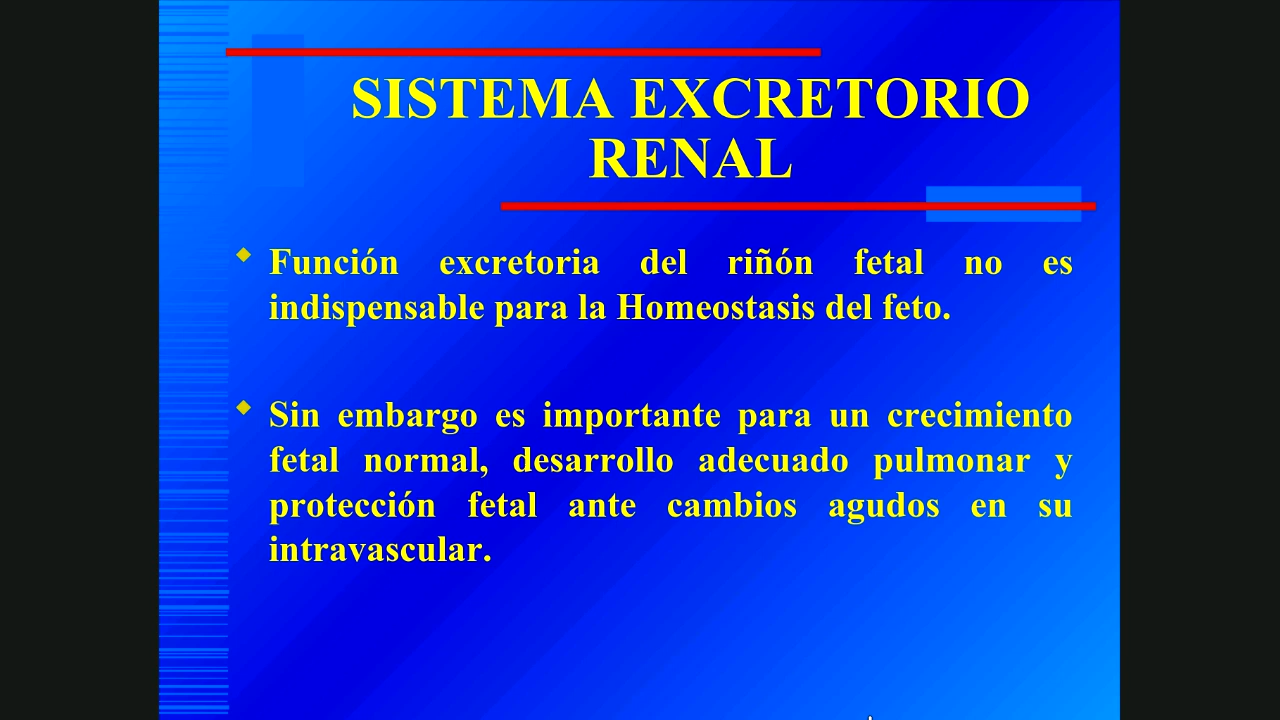 SISTEMA EXCRETORIO
RENAL
Función excretoria del riñón fetal no es
indispensable para la Homeostasis del feto.
Sin embargo es importante para un crecimiento
fetal normal, desarrollo adecuado pulmonar y
protección fetal ante cambios agudos en su
intravascular.